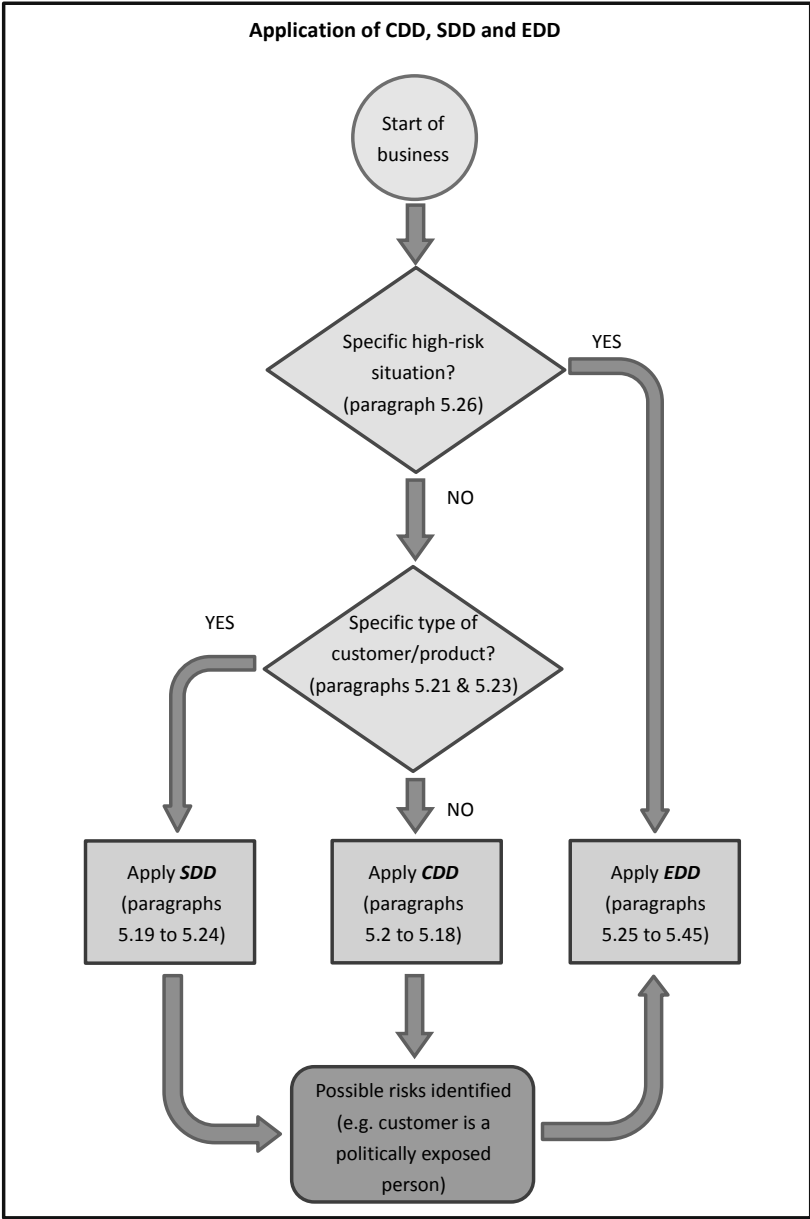 Application of CDD, SDD and EDD
Start of
business
Specific high-risk
situation?
(paragraph 5.26)
YES
NO
YES
Specific type of
customer/product?
(paragraphs 5.21 & 5.23)
NO
Apply SDD
(paragraphs
5.19 to 5.24)
Apply CDD
(paragraphs
5.2 to 5.18)
Apply EDD
(paragraphs
5.25 to 5.45)
Possible risks identified
(e.g. customer is a
politically exposed
person)